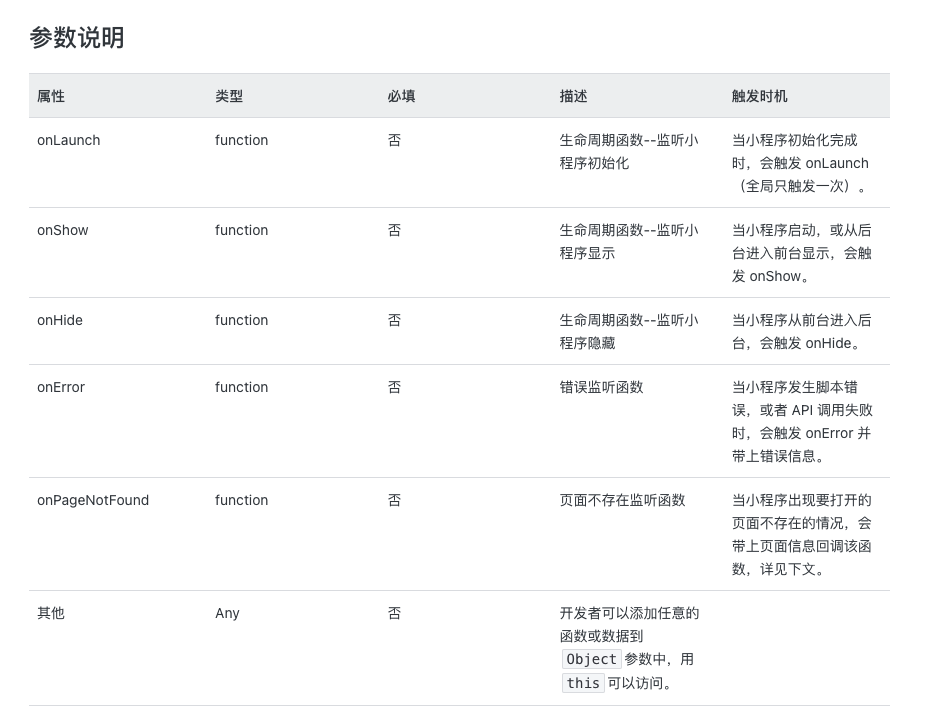 参数说明
属性 类型 必填 描述 触发时机
onLaunch function 否 生命周期函数--监听小 当小程序初始化完成
程序初始化 时，会触发 onLaunch
（全局只触发一次）。
onShow function 否 生命周期函数--监听小 当小程序启动，或从后
程序显示 台进入前台显示，会触
发 onShow。
onHide function 否 生命周期函数--监听小 当小程序从前台进入后
程序隐藏 台，会触发 onHide。
onError function 否 错误监听函数 当小程序发生脚本错
误，或者 API 调用失败
时，会触发 onError 并
带上错误信息。
onPageNotFound function 否 页面不存在监听函数 当小程序出现要打开的
页面不存在的情况，会
带上页面信息回调该函
数，详见下文。
其他 Any 否 开发者可以添加任意的
函数或数据到
Object 参数中，用
this 可以访问。